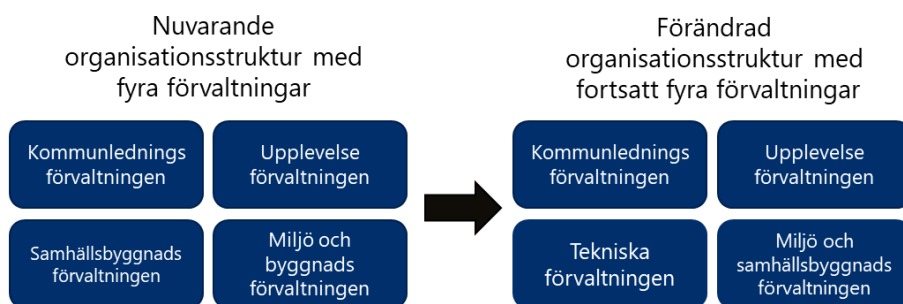 Nuvarande
organisationsstruktur med
fyra förvaltningar
Kommunlednings
förvaltningen
Upplevelse
förvaltningen
Samhällsbyggnads
förvaltningen
Miljö och
byggnads
förvaltningen
Förändrad
organisationsstruktur med
fortsatt fyra förvaltningar
Kommunlednings
förvaltningen
Upplevelse
förvaltningen
Tekniska
förvaltningen
Miljö och
samhällsbyggnads
förvaltningen